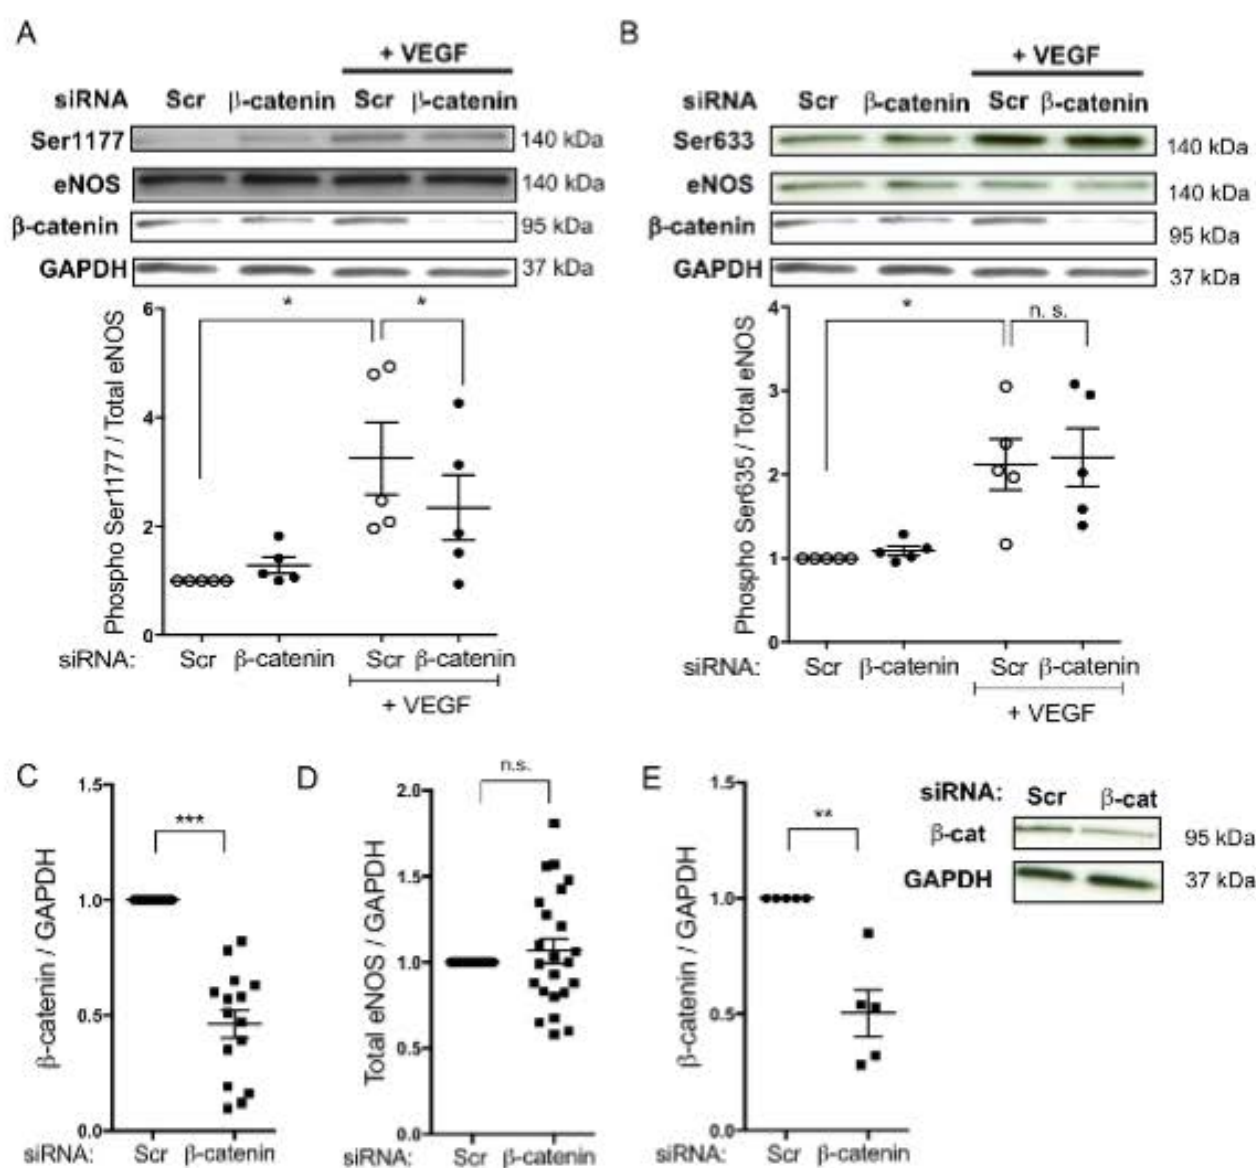 A
+ VEGF
siRNA Scr β-catenin Scr β-catenin
Ser1177 140 kDa
eNOS 140 kDa
β-catenin 95 kDa
GAPDH 37 kDa
* *
Phospho Ser1177 / Total eNOS
6
4
2
0
siRNA: Scr β-catenin Scr β-catenin
+ VEGF
B
+ VEGF
siRNA Scr β-catenin Scr β-catenin
Ser633 140 kDa
eNOS 140 kDa
β-catenin 95 kDa
GAPDH 37 kDa
* n. s.
Phospho Ser635 / Total eNOS
4
3
2
1
0
siRNA: Scr β-catenin Scr β-catenin
+ VEGF
C
***
β-catenin / GAPDH
1.5
1.0
0.5
0.0
siRNA: Scr β-catenin
D
n.s.
Total eNOS / GAPDH
2.0
1.5
1.0
0.5
0.0
siRNA: Scr β-catenin
E
**
β-catenin / GAPDH
1.5
1.0
0.5
0.0
siRNA: Scr β-catenin
siRNA: Scr β-cat
β-cat 95 kDa
GAPDH 37 kDa